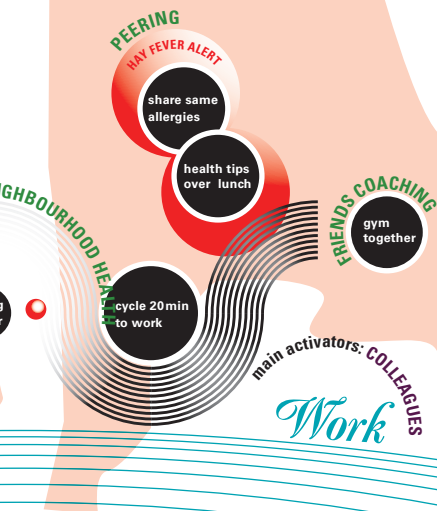 PEERING
HAY FEVER ALERT
share same
allergies
health tips
over lunch
FRIENDS COACHING
gym
together
GHBOURHOOD HEALTH
cycle 20min
to work
main activators: COLLEAGUES
Work